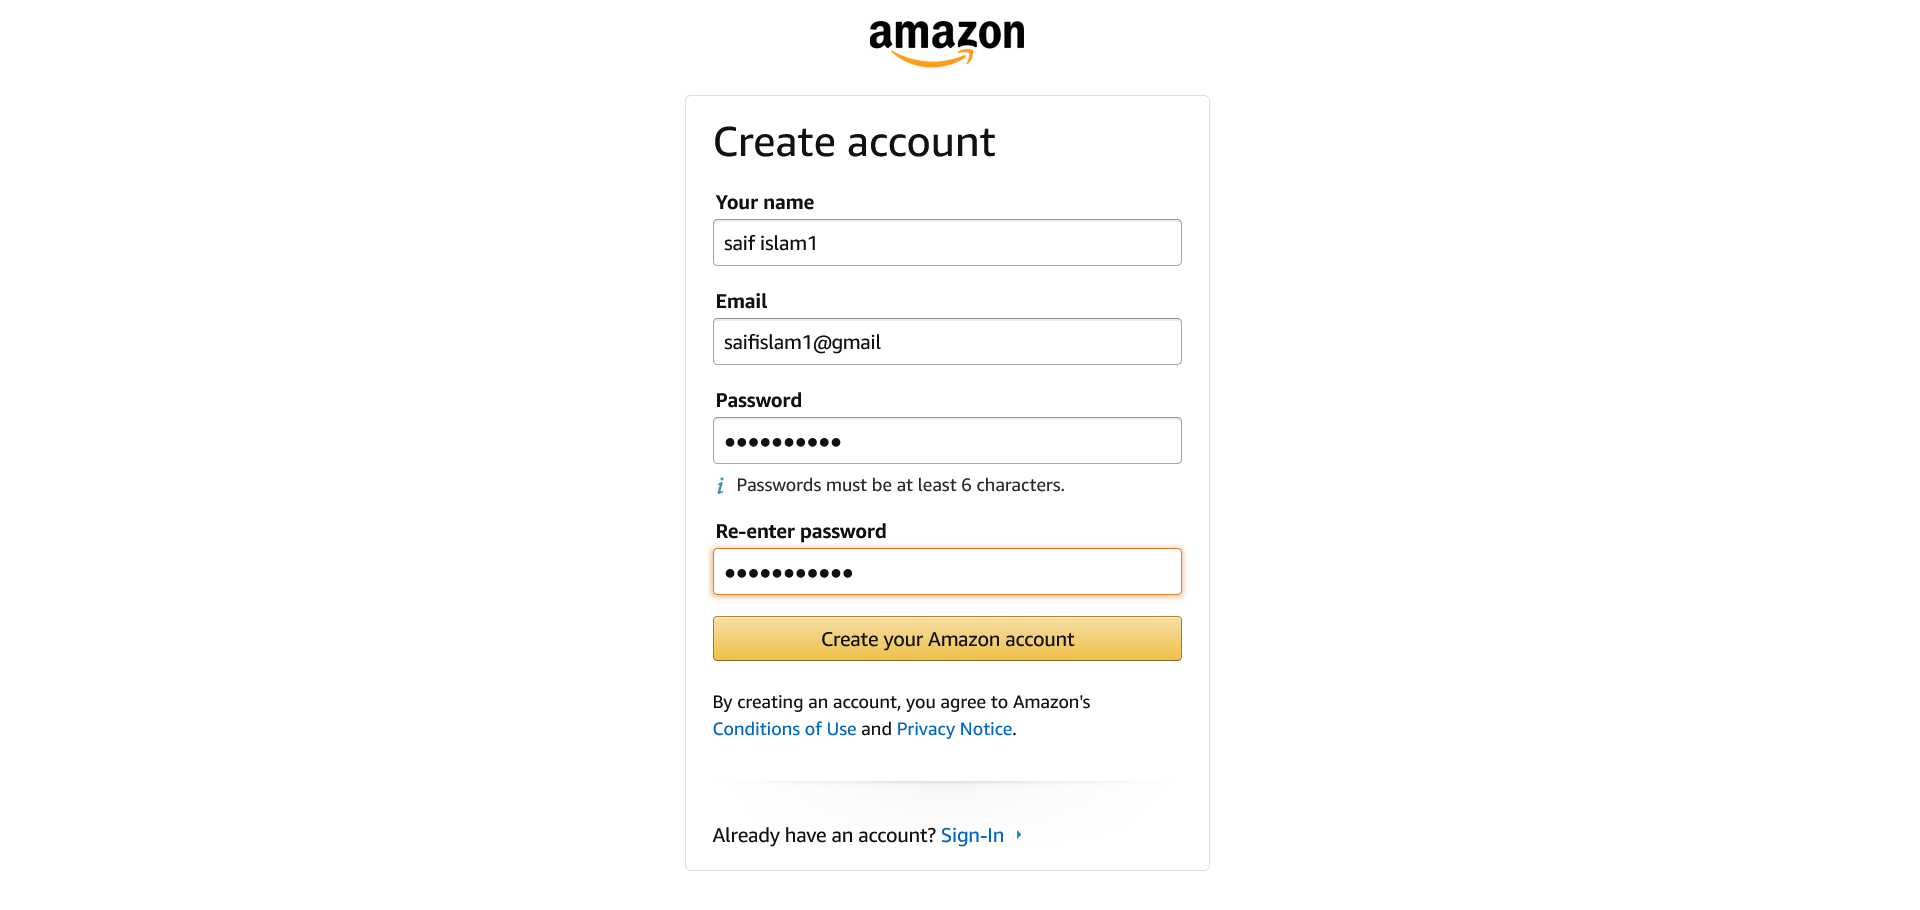 amazon
Create account
Your name
saif islam1
Email
saifislam1@gmail
Password
●●●●●●●●●●
i Passwords must be at least 6 characters.
Re-enter password
●●●●●●●●●●●
Create your Amazon account
By creating an account, you agree to Amazon's
Conditions of Use and Privacy Notice.
Already have an account? Sign-In